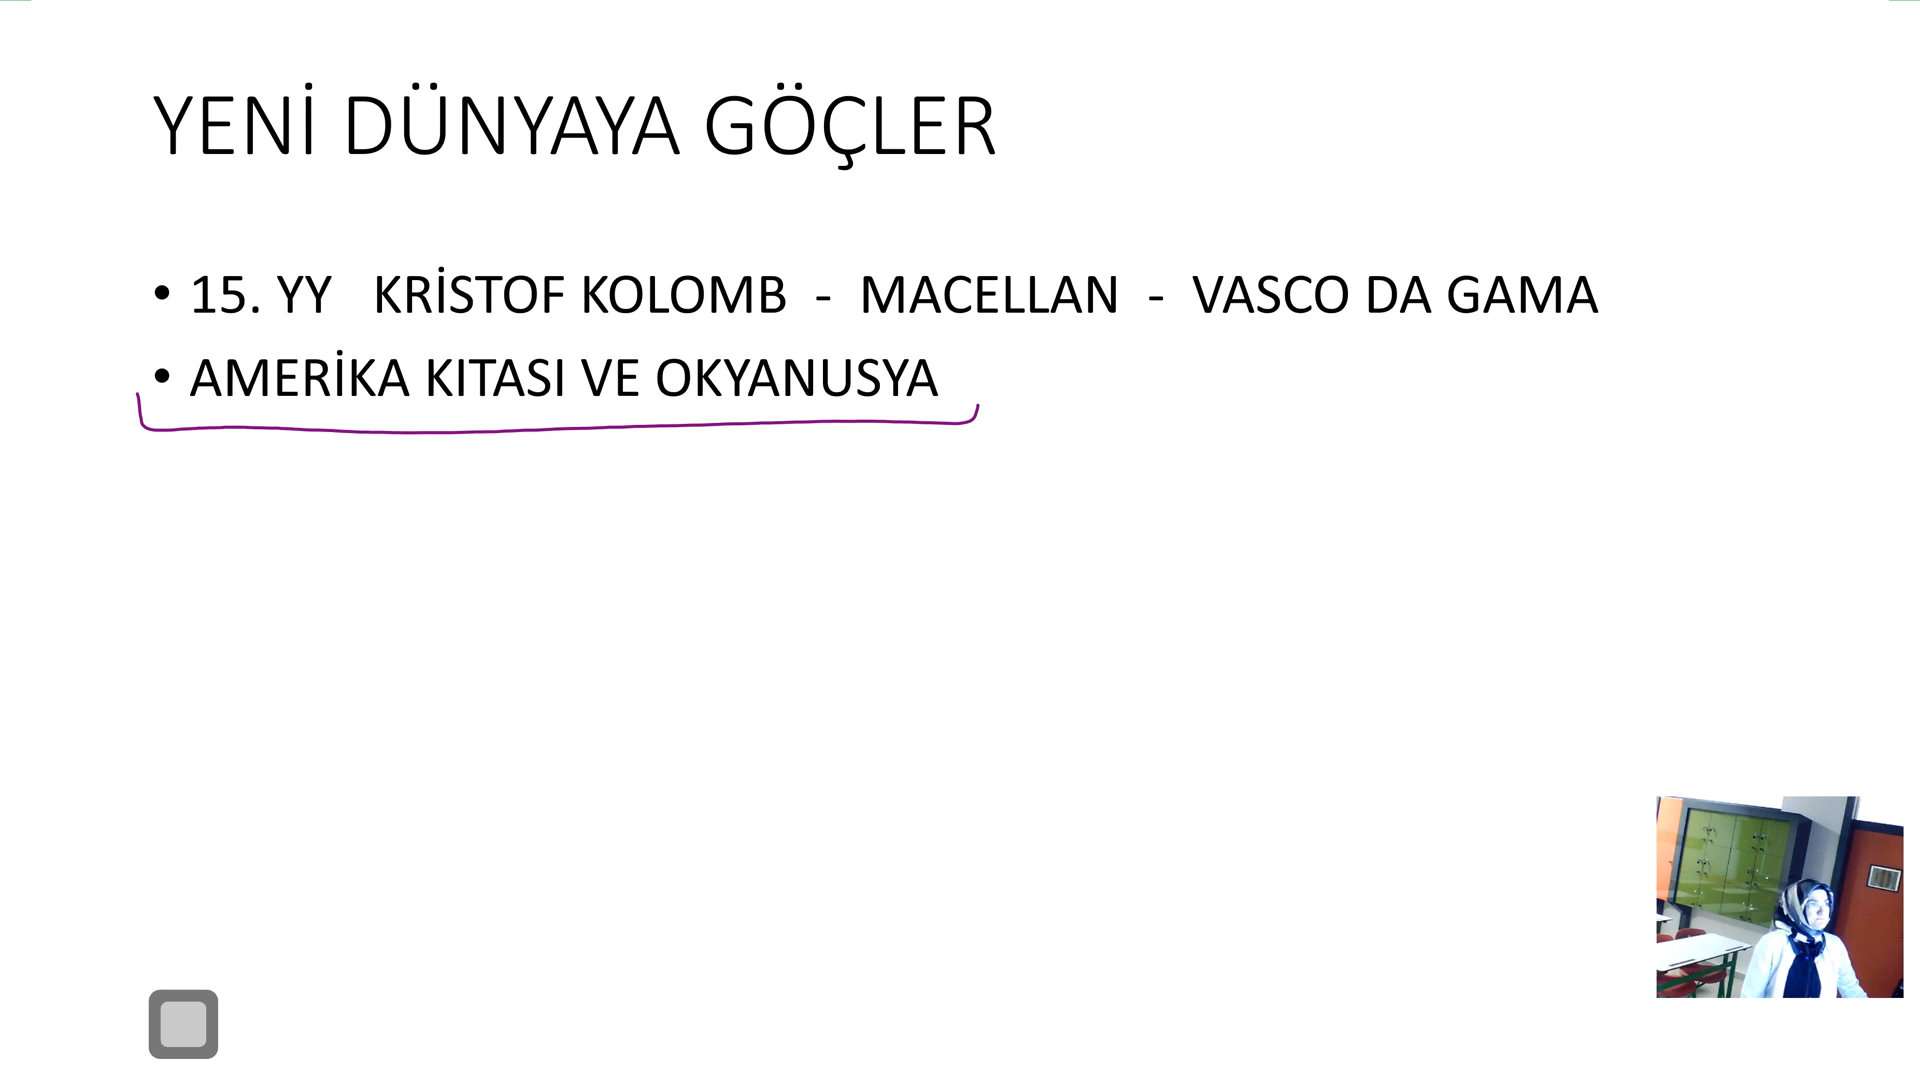 YENİ DÜNYAYA GÖÇLER
• 15. YY KRİSTOF KOLOMB - MACELLAN - VASCO DA GAMA
• AMERİKA KITASI VE OKYANUSYA